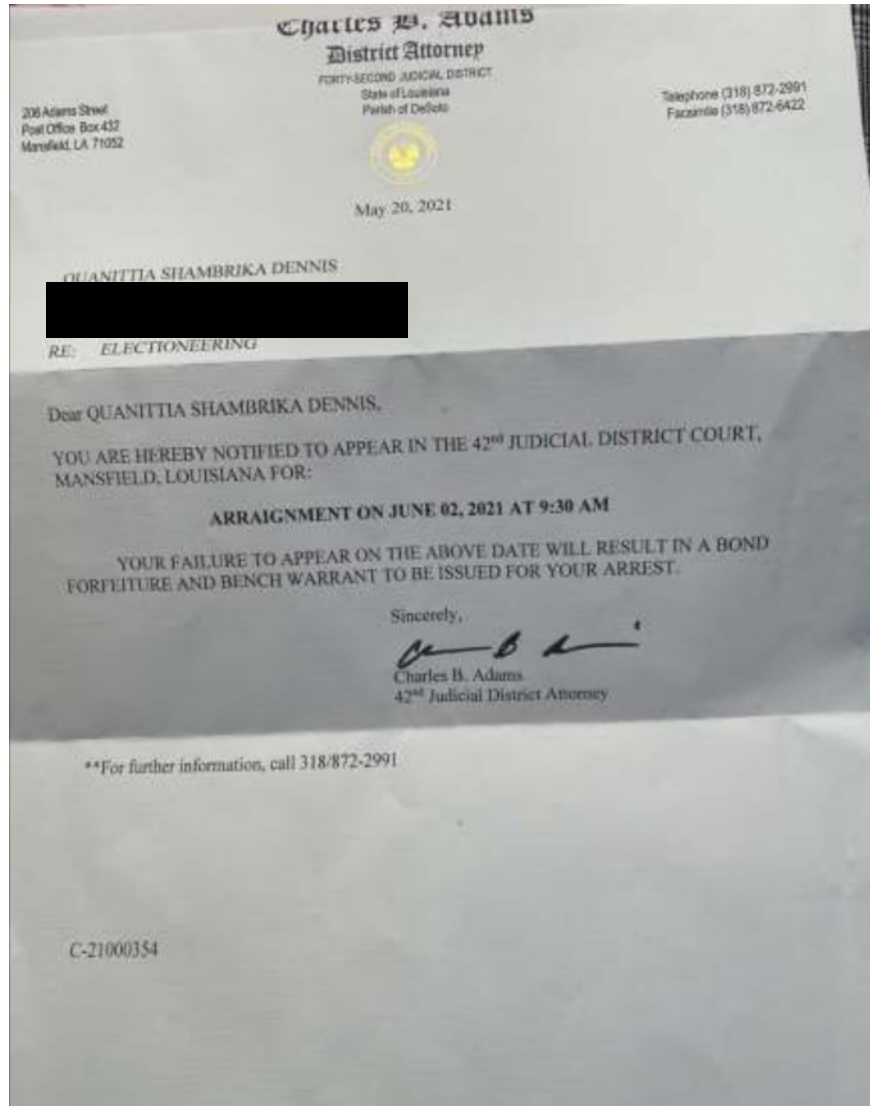 Charles B. Adams
District Attorney
FORTY-SECOND JUDICIAL DISTRICT
State of Louisiana
Parish of DeSoto
206 Adams Street
Post Office Box 432
Mansfield, LA 71052
Telephone (318) 872-2991
Facsimile (318) 872-6422
May 20, 2021
QUANITTIA SHAMBRIKA DENNIS
RE: ELECTIONEERING
Dear QUANITTIA SHAMBRIKA DENNIS,
YOU ARE HEREBY NOTIFIED TO APPEAR IN THE 42nd JUDICIAL DISTRICT COURT,
MANSFIELD, LOUISIANA FOR:
ARRAIGNMENT ON JUNE 02, 2021 AT 9:30 AM
YOUR FAILURE TO APPEAR ON THE ABOVE DATE WILL RESULT IN A BOND
FORFEITURE AND BENCH WARRANT TO BE ISSUED FOR YOUR ARREST.
Sincerely,
Charles B. Adams
42nd Judicial District Attorney
**For further information, call 318/872-2991
C-21000354